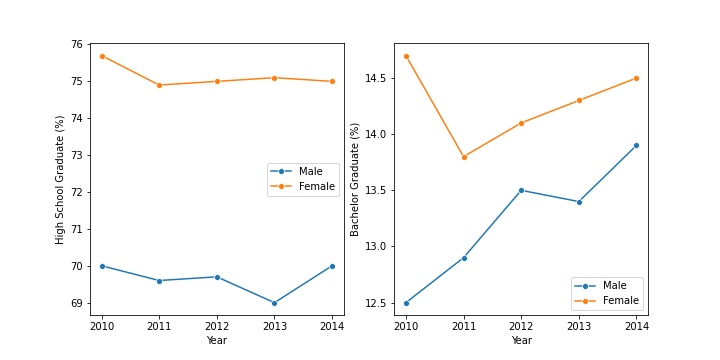 High School Graduate (%)
76
75
74
73
72
71
70
69
Male
Female
2010 2011 2012 2013 2014
Year
Bachelor Graduate (%)
14.5
14.0
13.5
13.0
12.5
Male
Female
2010 2011 2012 2013 2014
Year